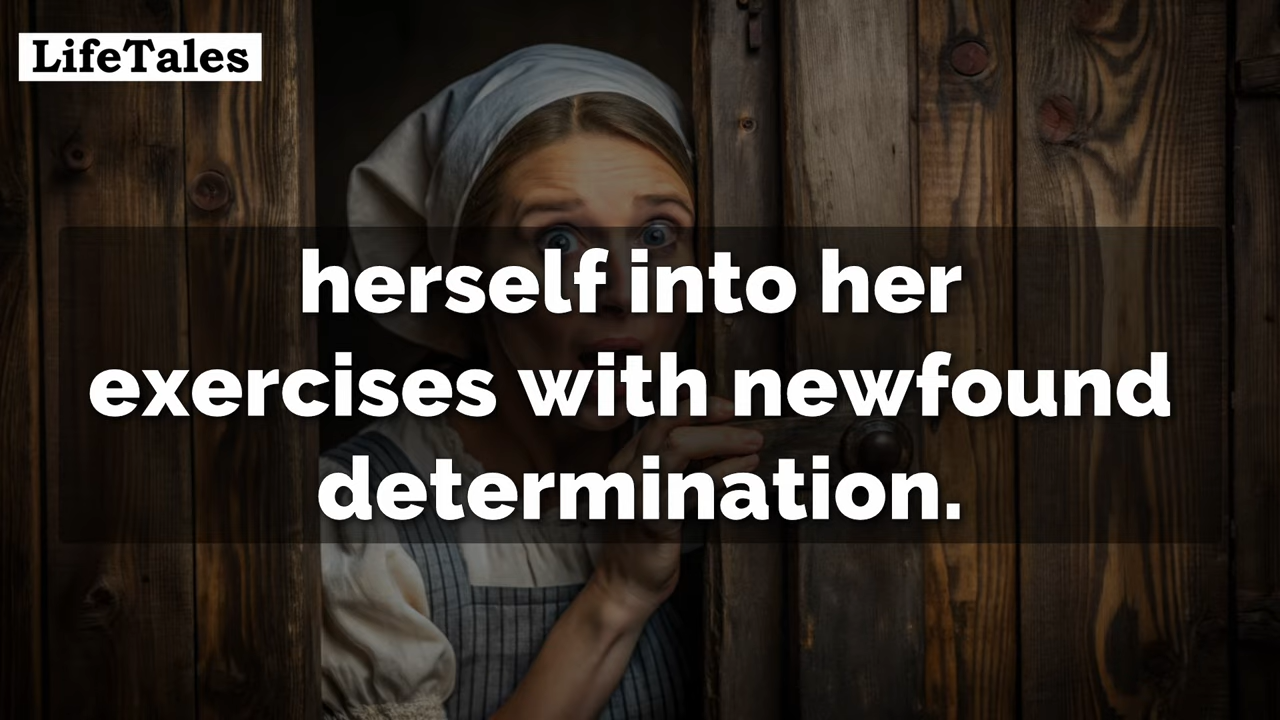 LifeTales
herself into her
exercises with newfound
determination.